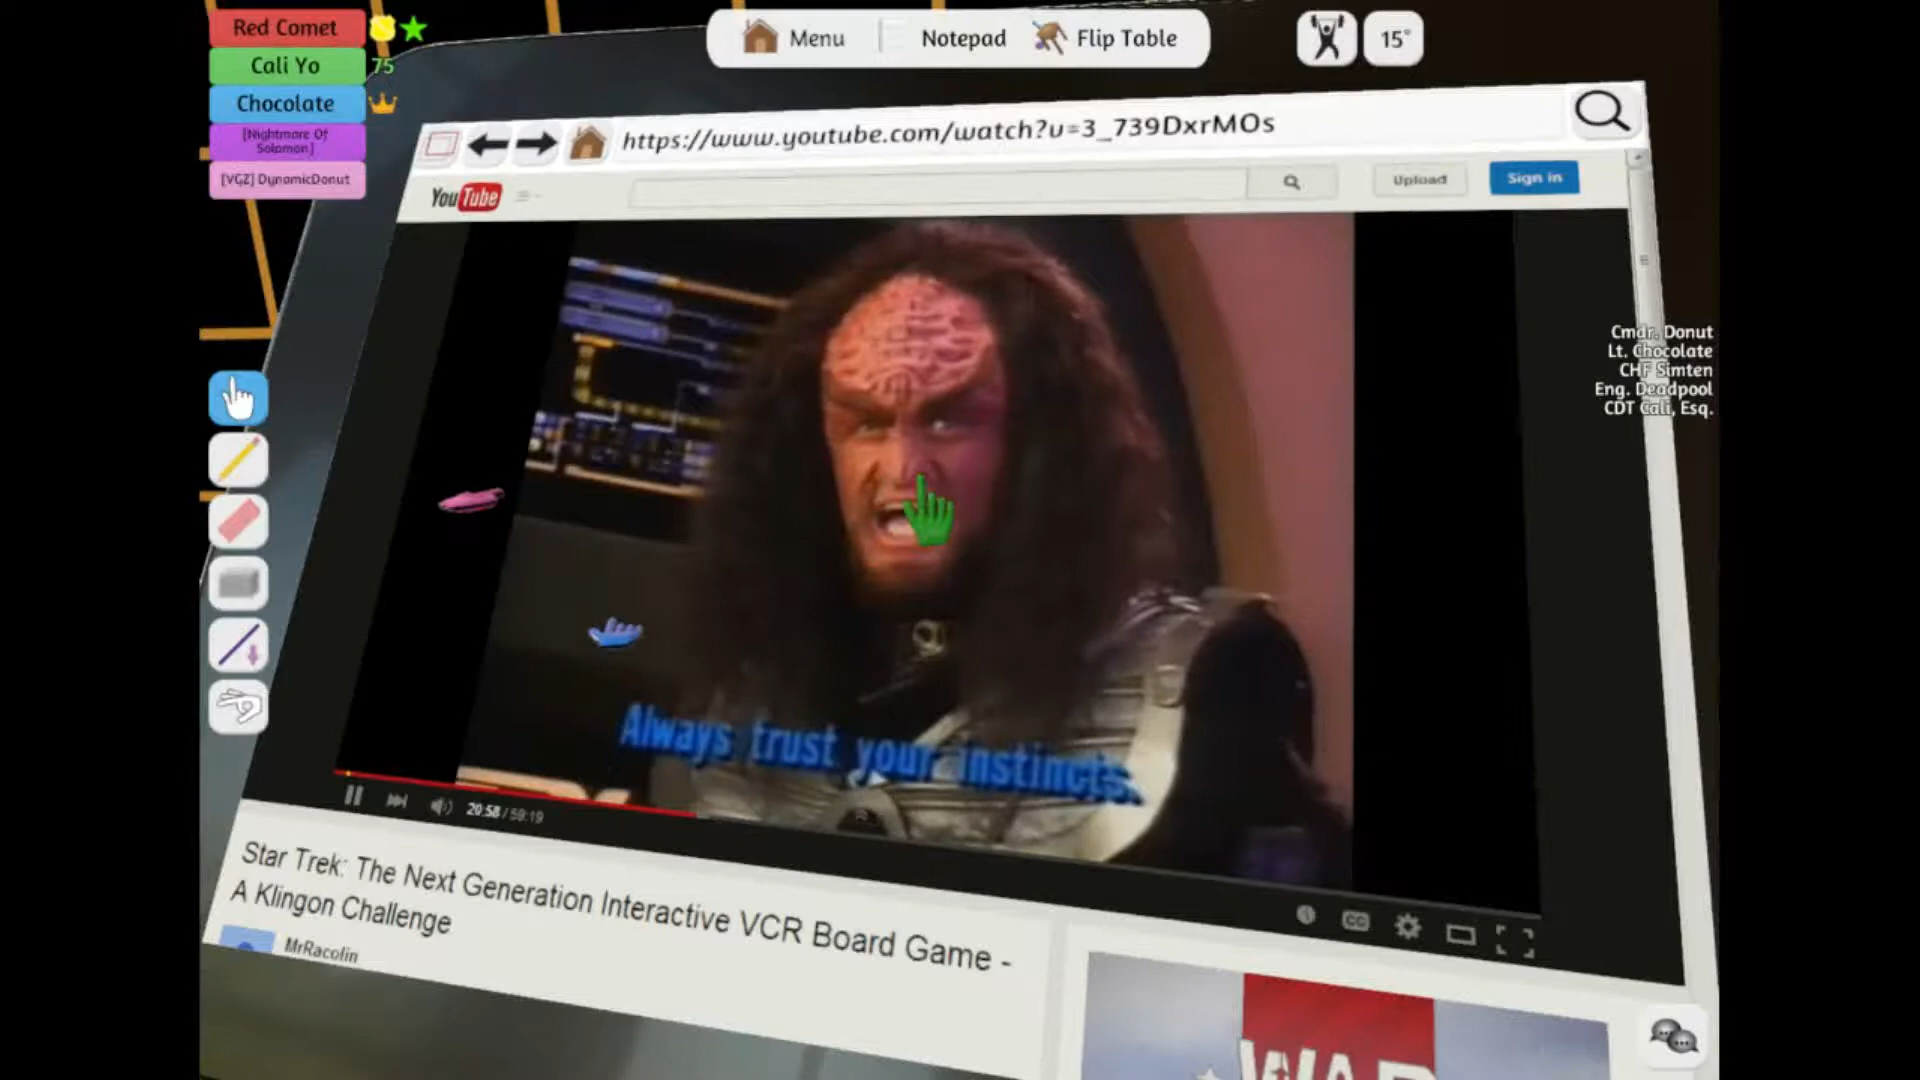 Red Comet
Cali Yo 75
Chocolate
[Nightmare Of
Solomon]
[VGZ] DynamicDonut
Menu Notepad Flip Table
15°
https://www.youtube.com/watch?v=3_739DxrMOs
YouTube
Upload
Sign in
Cmdr. Donut
Lt. Chocolate
CHF Simten
Eng. Deadpool
CDT Cali, Esq.
Always trust your instincts.
20:58 / 59:19
CC
Star Trek: The Next Generation Interactive VCR Board Game -
A Klingon Challenge
MrRacolin
WAR